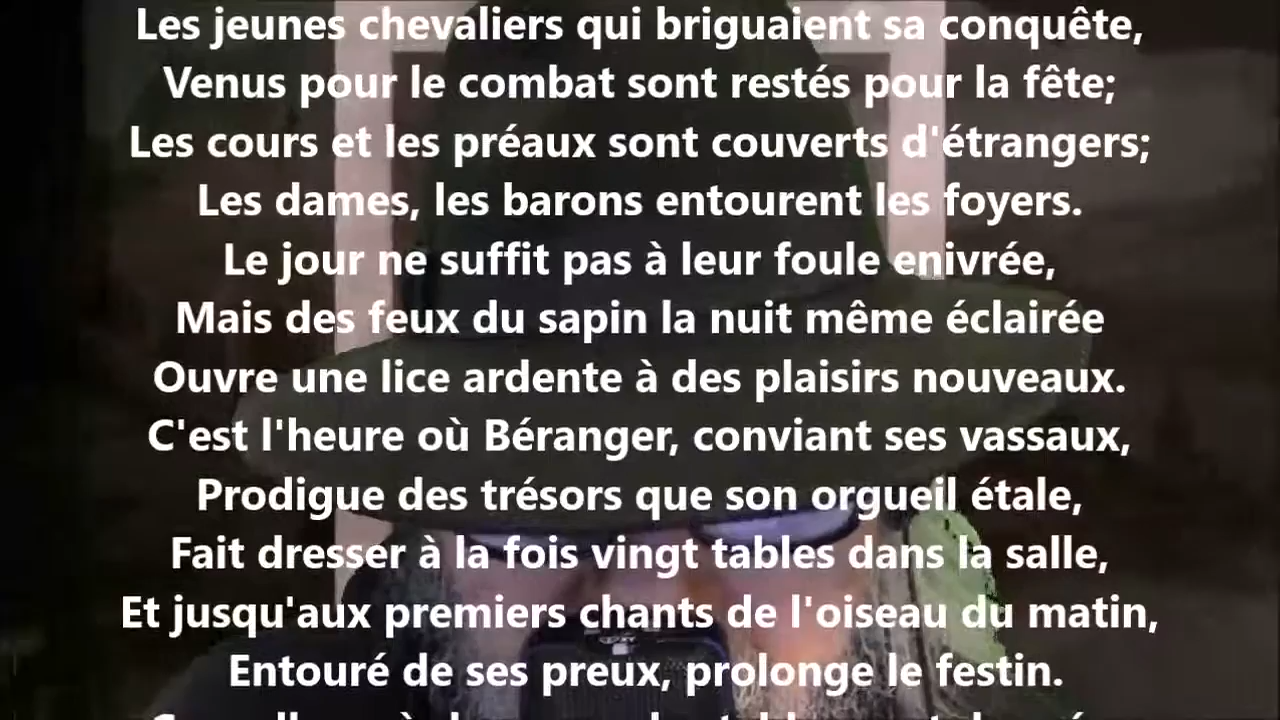 Les jeunes chevaliers qui briguaient sa conquête,
Venus pour le combat sont restés pour la fête;
Les cours et les préaux sont couverts d'étrangers;
Les dames, les barons entourent les foyers.
Le jour ne suffit pas à leur foule enivrée,
Mais des feux du sapin la nuit même éclairée
Ouvre une lice ardente à des plaisirs nouveaux.
C'est l'heure où Béranger, conviant ses vassaux,
Prodigue des trésors que son orgueil étale,
Fait dresser à la fois vingt tables dans la salle,
Et jusqu'aux premiers chants de l'oiseau du matin,
Entouré de ses preux, prolonge le festin.